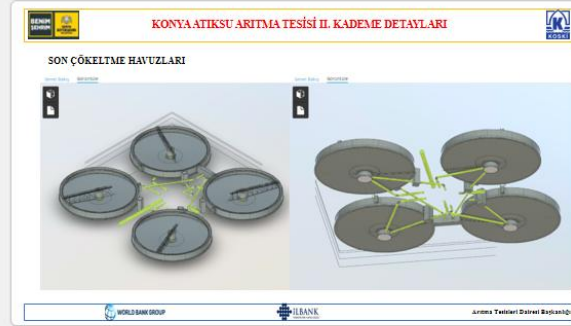 BENİM
ŞEHRİM
KONYA ATIKSU ARITMA TESİSİ II. KADEME DETAYLARI
KOSKİ
SON ÇÖKELTME HAVUZLARI
WORLD BANK GROUP
İLBANK
Arıtma Tesisleri Dairesi Başkanlığı